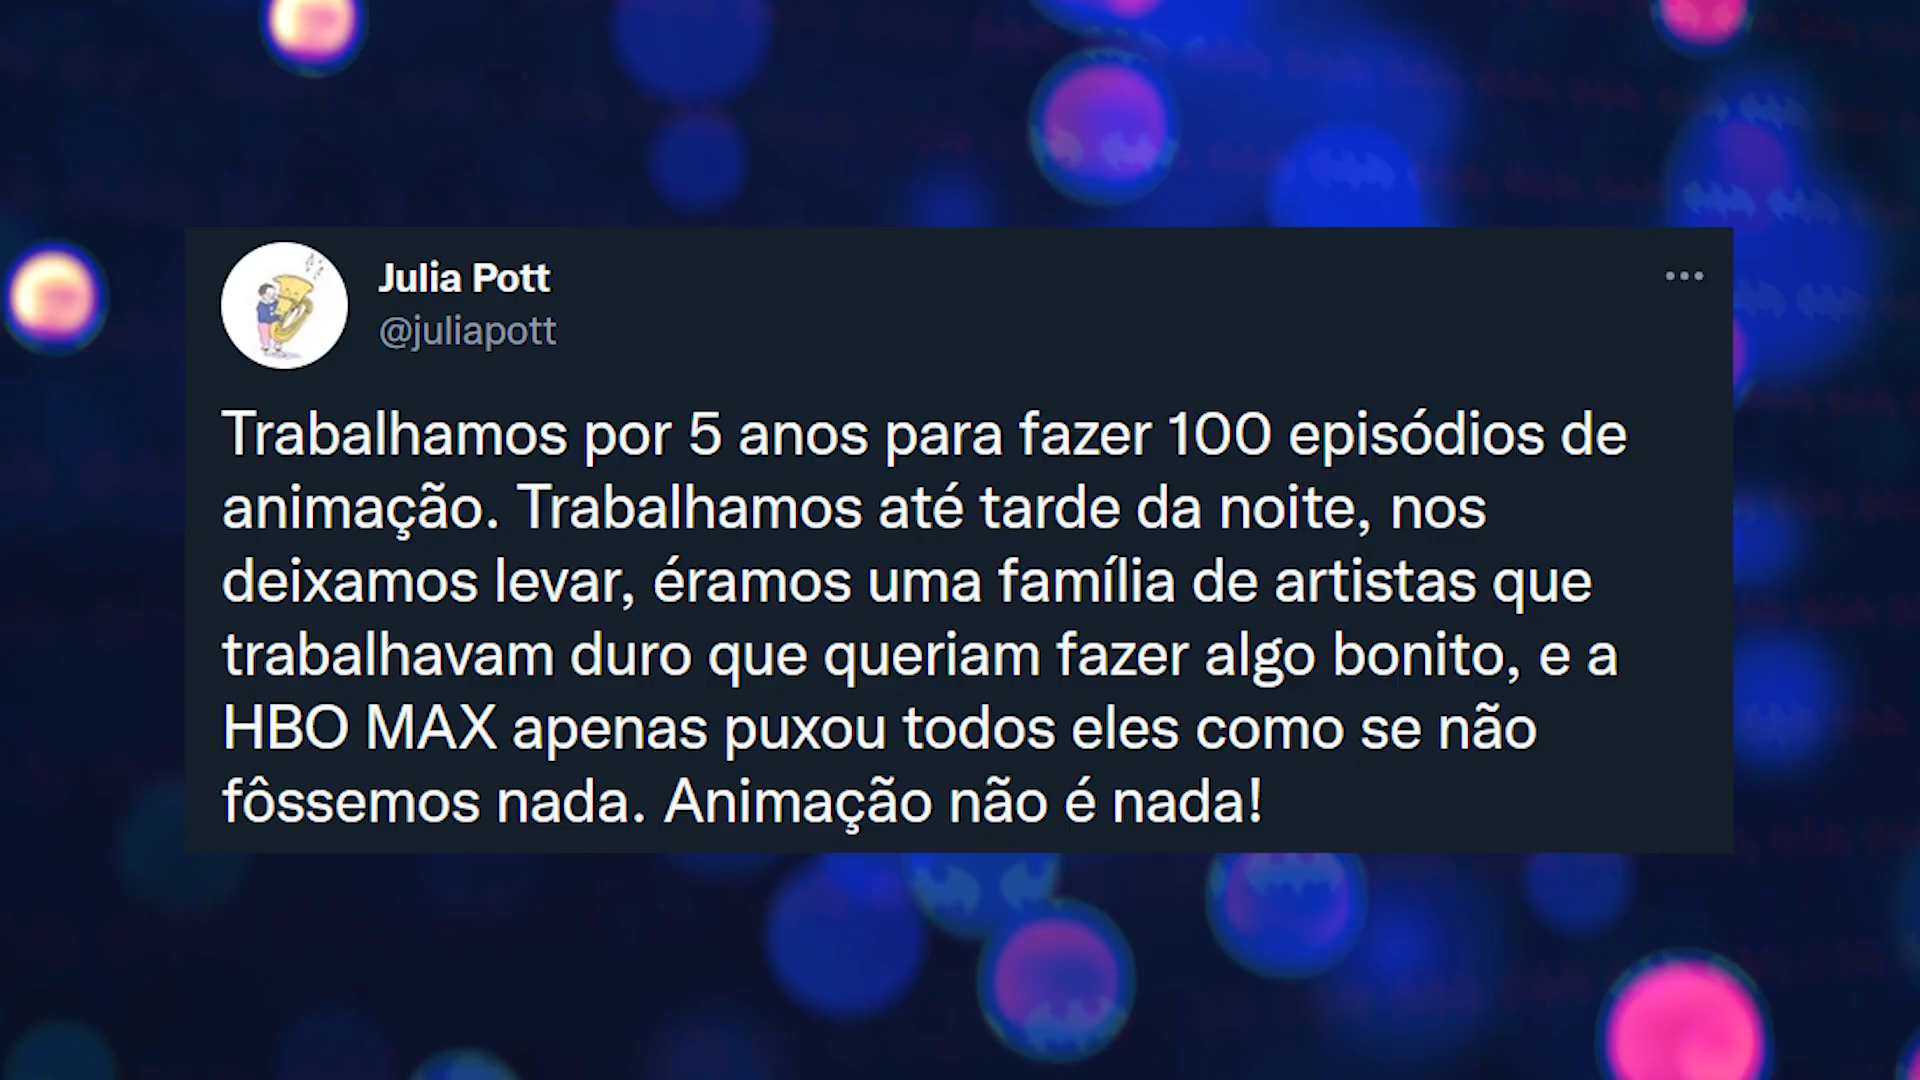 Julia Pott
@juliapott
Trabalhamos por 5 anos para fazer 100 episódios de
animação. Trabalhamos até tarde da noite, nos
deixamos levar, éramos uma família de artistas que
trabalhavam duro que queriam fazer algo bonito, e a
HBO MAX apenas puxou todos eles como se não
fôssemos nada. Animação não é nada!